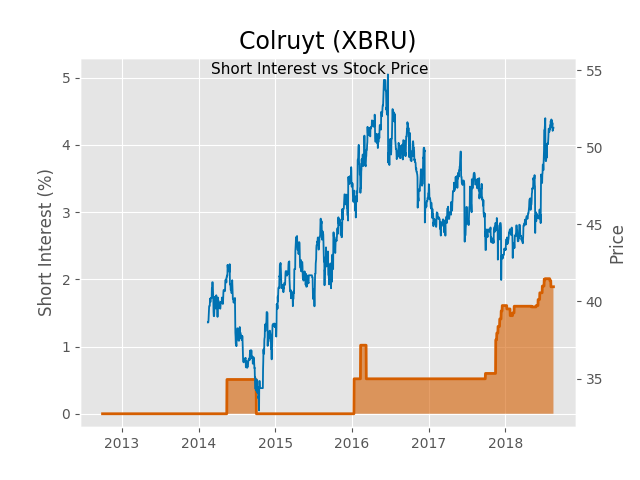 Colruyt (XBRU)
Short Interest vs Stock Price
Short Interest (%)
5
4
3
2
1
0
55
50
45
40
35
Price
2013 2014 2015 2016 2017 2018